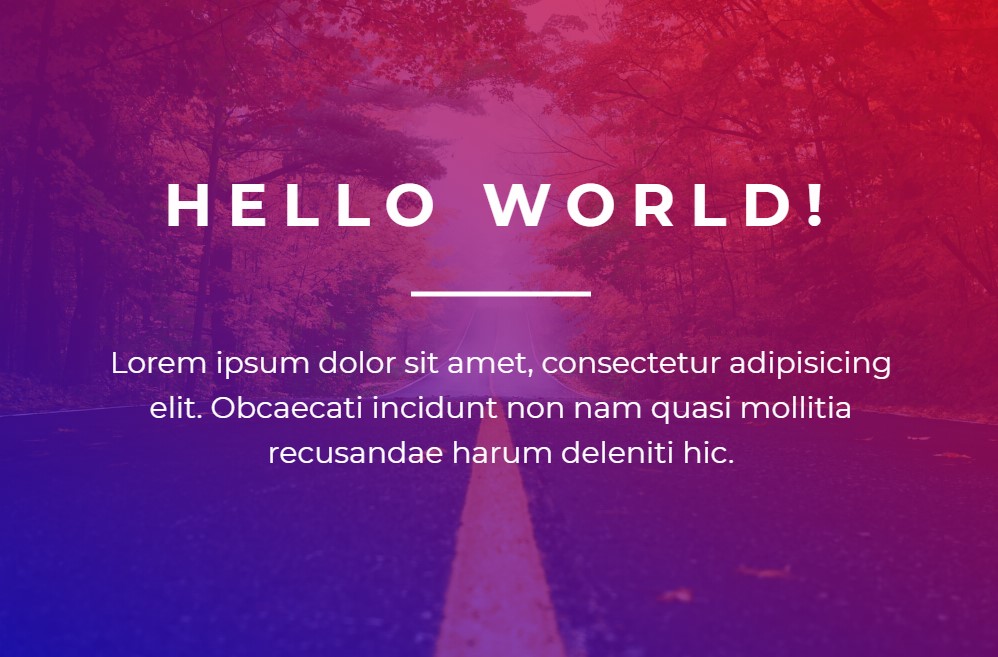 HELLO WORLD!
Lorem ipsum dolor sit amet, consectetur adipisicing
elit. Obcaecati incidunt non nam quasi mollitia
recusandae harum deleniti hic.